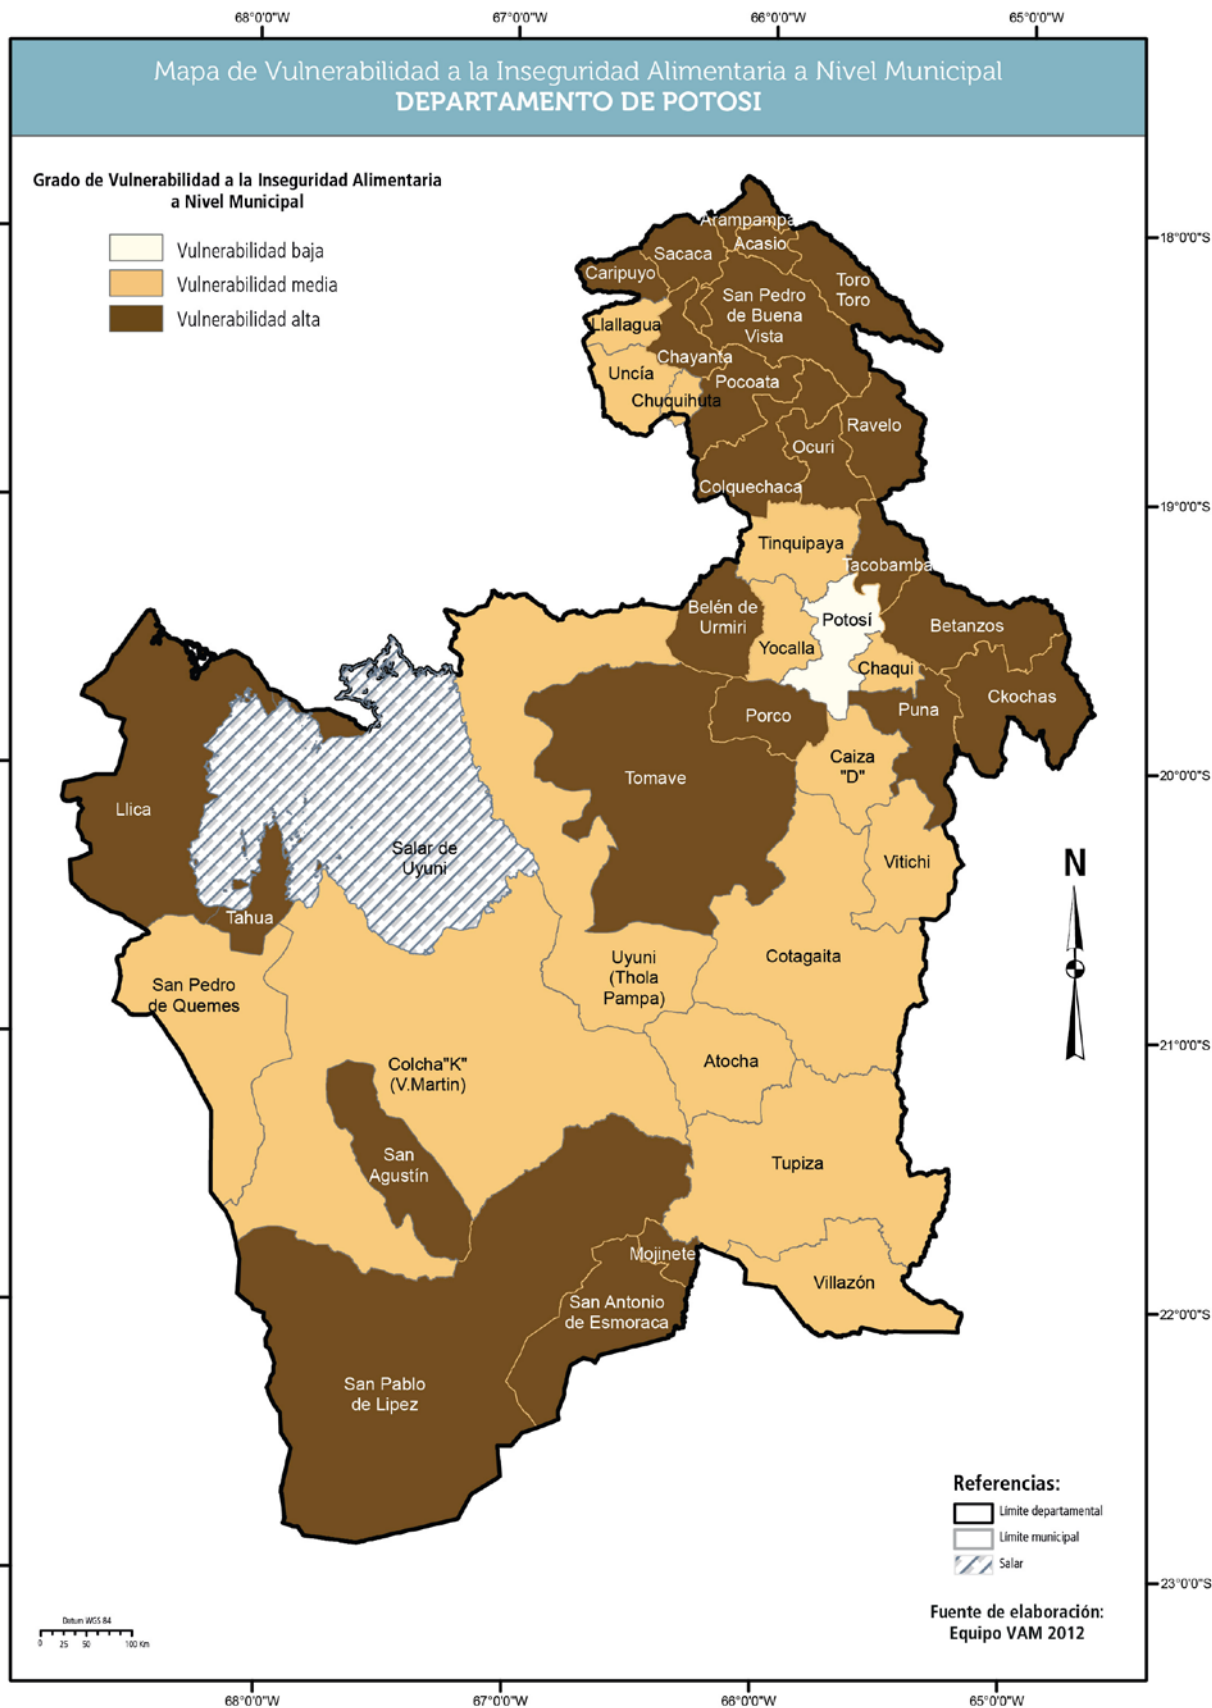 68°0'0"W
67°0'0"W
66°0'0"W
65°0'0"W
Mapa de Vulnerabilidad a la Inseguridad Alimentaria a Nivel Municipal
DEPARTAMENTO DE POTOSI
Grado de Vulnerabilidad a la Inseguridad Alimentaria
a Nivel Municipal
Vulnerabilidad baja
Vulnerabilidad media
Vulnerabilidad alta
Arampampa
Acasio
Sacaca
Caripuyo
Toro
Toro
San Pedro
de Buena
Vista
Llallagua
Chayanta
Uncía
Pocoata
Chuquihuta
Ravelo
Ocuri
Colquechaca
18°0'0"S
19°0'0"S
Tinquipaya
Tacobamba
Belén de
Urmiri
Potosí
Betanzos
Yocalla
Chaqui
Ckochas
Puna
Porco
Caiza
"D"
Tomave
20°0'0"S
Llica
Salar de
Uyuni
Vitichi
Tahua
Cotagaita
Uyuni
(Thola
Pampa)
San Pedro
de Quemes
N
21°0'0"S
Atocha
Colcha"K"
(V.Martin)
San
Agustín
Tupiza
Mojinete
Villazón
San Antonio
de Esmoraca
22°0'0"S
San Pablo
de Lipez
Referencias:
Límite departamental
Límite municipal
Salar
23°0'0"S
Fuente de elaboración:
Equipo VAM 2012
Datum WGS 84
0 25 50 100 Km
68°0'0"W
67°0'0"W
66°0'0"W
65°0'0"W